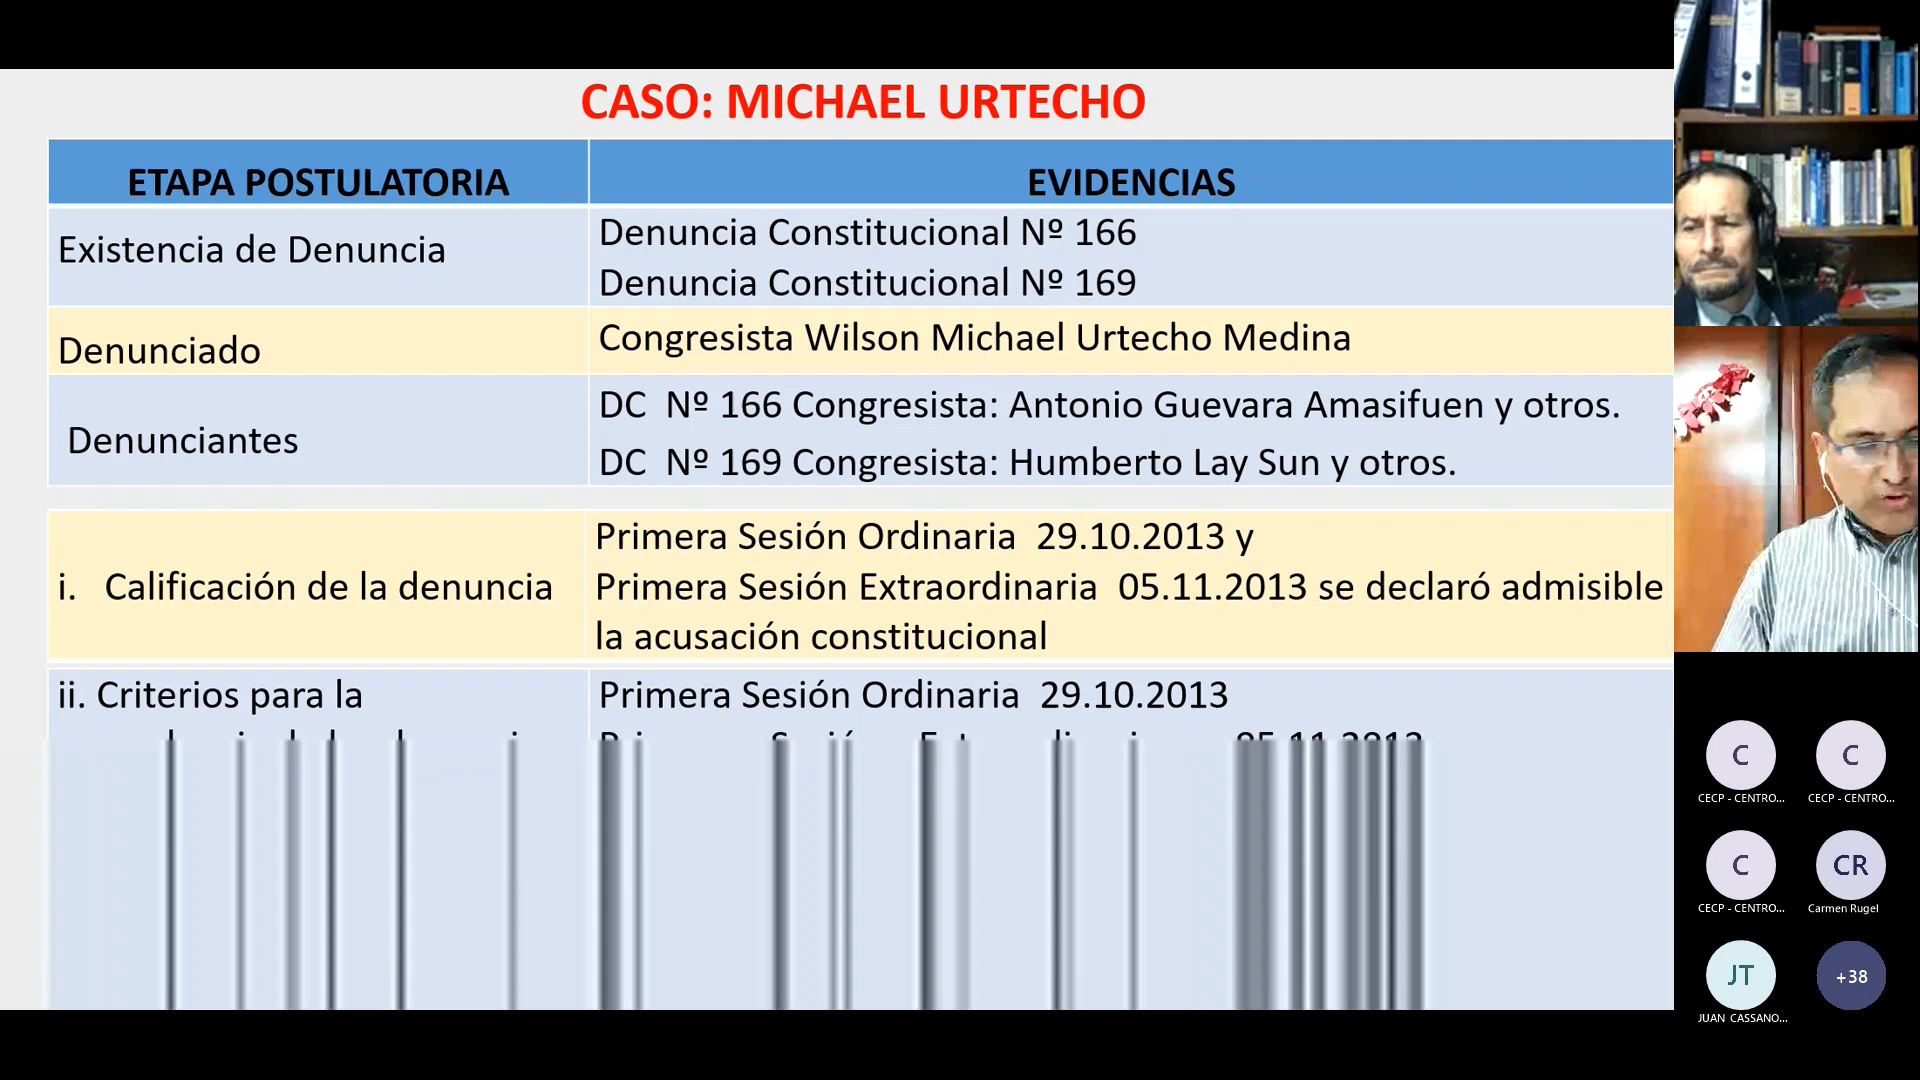 CASO: MICHAEL URTECHO
ETAPA POSTULATORIA
EVIDENCIAS
Existencia de Denuncia
Denuncia Constitucional Nº 166
Denuncia Constitucional Nº 169
Denunciado
Congresista Wilson Michael Urtecho Medina
Denunciantes
DC Nº 166 Congresista: Antonio Guevara Amasifuen y otros.
DC Nº 169 Congresista: Humberto Lay Sun y otros.
i. Calificación de la denuncia
Primera Sesión Ordinaria 29.10.2013 y
Primera Sesión Extraordinaria 05.11.2013 se declaró admisible
la acusación constitucional
ii. Criterios para la
Primera Sesión Ordinaria 29.10.2013
C
CECP - CENTRO...
C
CECP - CENTRO...
C
CECP - CENTRO...
CR
Carmen Rugel
JT
JUAN CASSANO...
+38